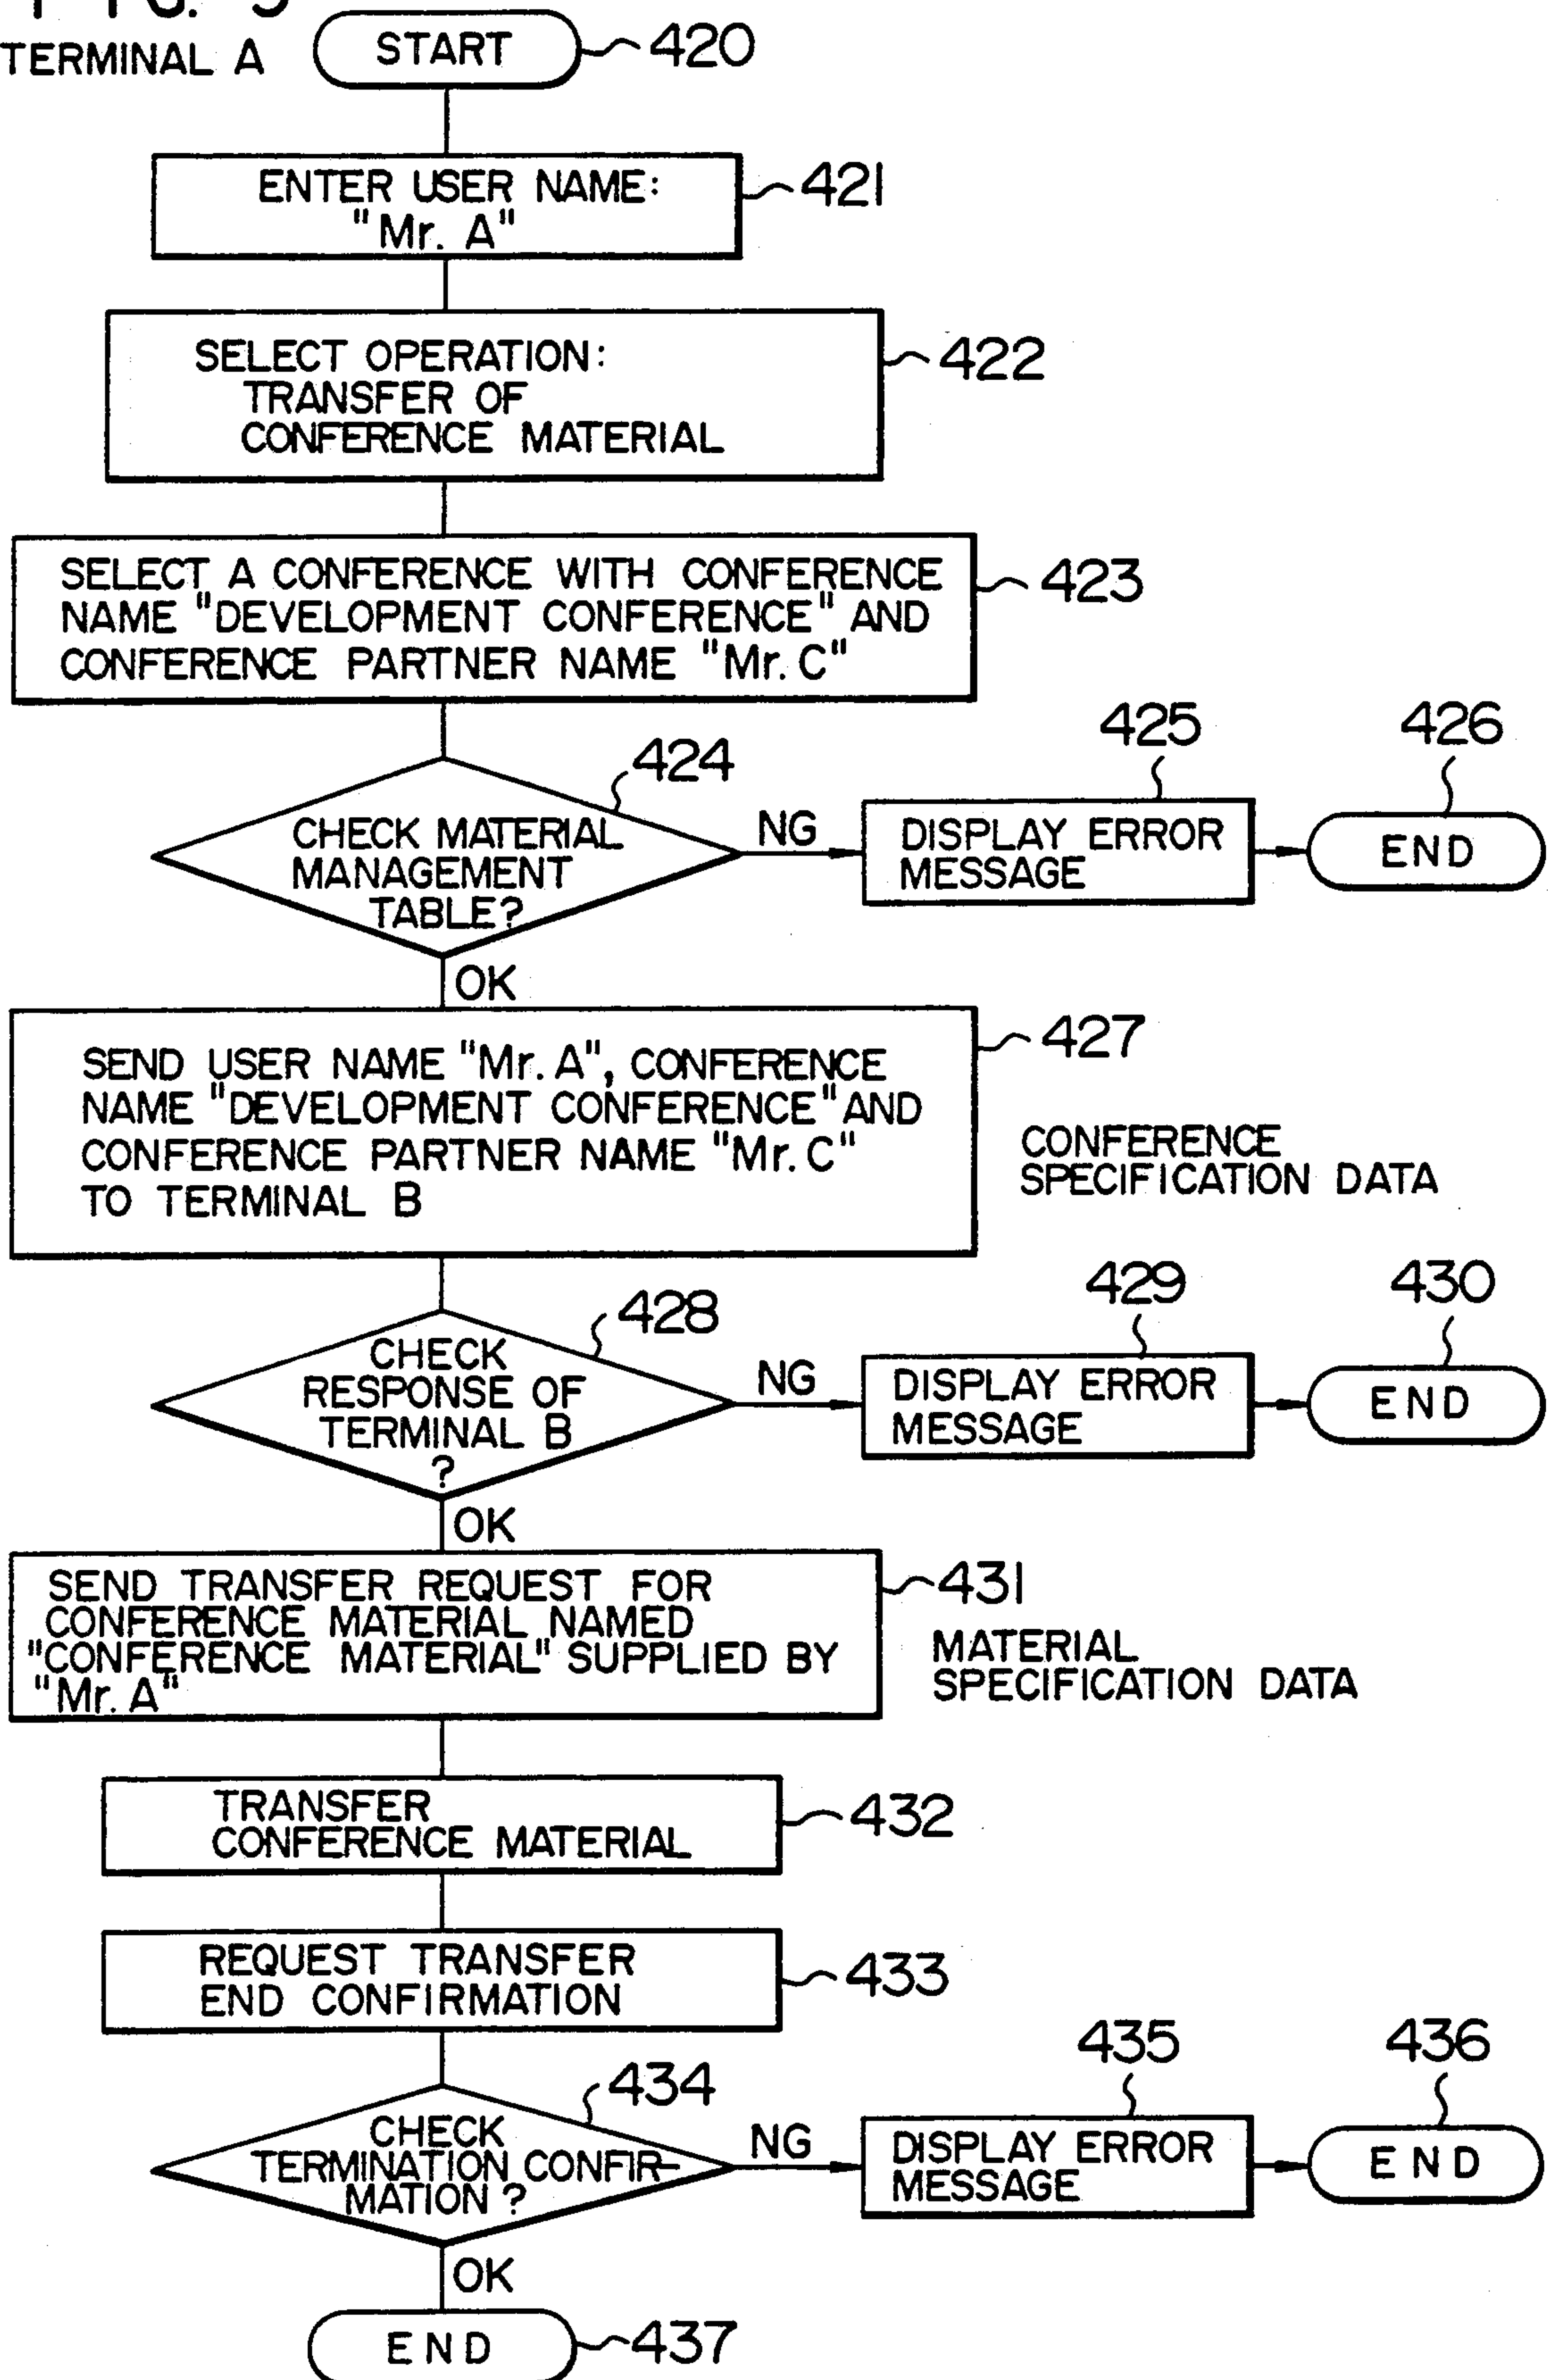 TERMINAL A
START
420
ENTER USER NAME:
"Mr. A"
421
SELECT OPERATION:
TRANSFER OF
CONFERENCE MATERIAL
422
SELECT A CONFERENCE WITH CONFERENCE
NAME "DEVELOPMENT CONFERENCE" AND
CONFERENCE PARTNER NAME "Mr. C"
423
424
CHECK MATERIAL
MANAGEMENT
TABLE?
NG
425
DISPLAY ERROR
MESSAGE
426
END
OK
SEND USER NAME "Mr. A", CONFERENCE
NAME "DEVELOPMENT CONFERENCE" AND
CONFERENCE PARTNER NAME "Mr. C"
TO TERMINAL B
427
CONFERENCE
SPECIFICATION DATA
428
CHECK
RESPONSE OF
TERMINAL B
?
NG
429
DISPLAY ERROR
MESSAGE
430
END
OK
SEND TRANSFER REQUEST FOR
CONFERENCE MATERIAL NAMED
"CONFERENCE MATERIAL" SUPPLIED BY
"Mr. A"
431
MATERIAL
SPECIFICATION DATA
TRANSFER
CONFERENCE MATERIAL
432
REQUEST TRANSFER
END CONFIRMATION
433
434
CHECK
TERMINATION CONFIR-
MATION?
NG
435
DISPLAY ERROR
MESSAGE
436
END
OK
END
437